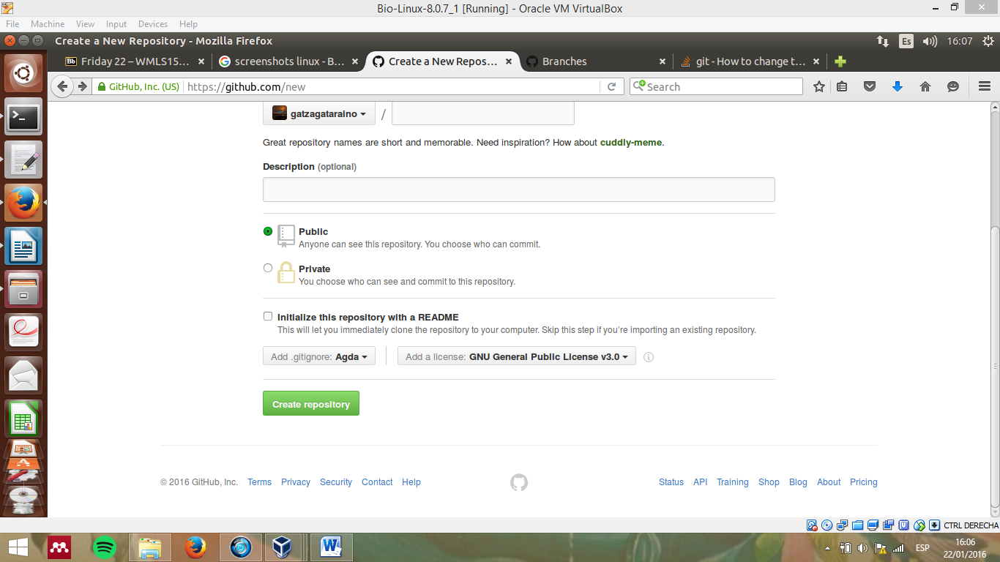 Bio-Linux-8.0.7_1 [Running] - Oracle VM VirtualBox
File Machine View Input Devices Help
Create a New Repository - Mozilla Firefox
Es 16:07
Bb Friday 22 – WMLS15…
screenshots linux - B…
Create a New Repos…
Branches
git - How to change t…
GitHub, Inc. (US) https://github.com/new
Search
gatzagataraino /
Great repository names are short and memorable. Need inspiration? How about cuddly-meme.
Description (optional)
Public
Anyone can see this repository. You choose who can commit.
Private
You choose who can see and commit to this repository.
Initialize this repository with a README
This will let you immediately clone the repository to your computer. Skip this step if you’re importing an existing repository.
Add .gitignore: Agda
Add a license: GNU General Public License v3.0
Create repository
© 2016 GitHub, Inc. Terms Privacy Security Contact Help
Status API Training Shop Blog About Pricing
CTRL DERECHA
ESP
16:06
22/01/2016